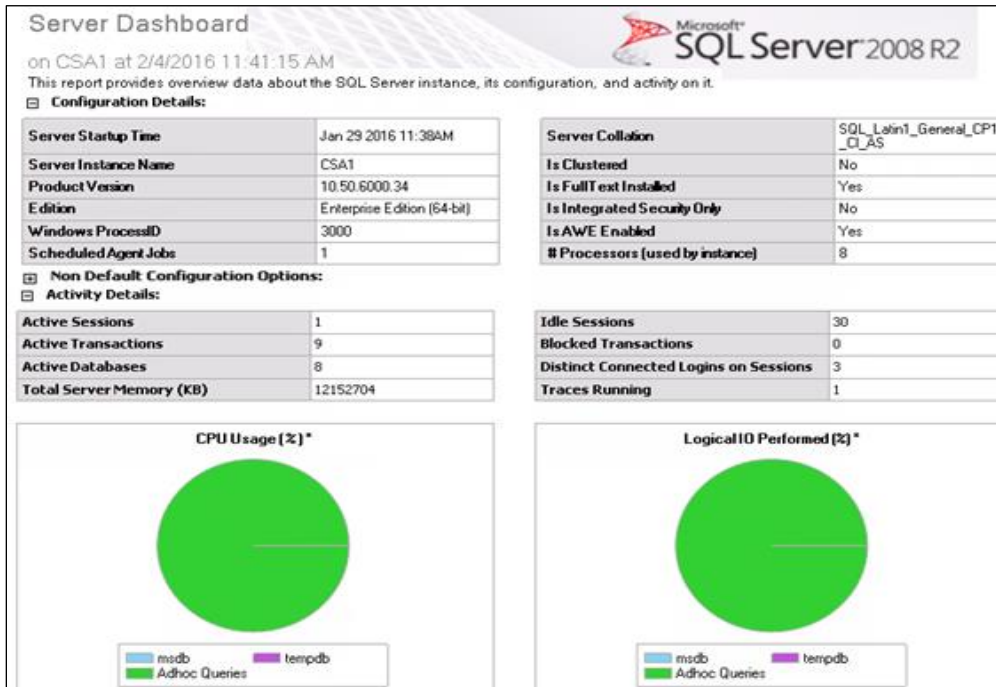 Server Dashboard
Microsoft®
SQL Server 2008 R2
on CSA1 at 2/4/2016 11:41:15 AM
This report provides overview data about the SQL Server instance, its configuration, and activity on it.
Configuration Details:
Server Startup Time Jan 29 2016 11:38AM
Server Instance Name CSA1
Product Version 10.50.6000.34
Edition Enterprise Edition (64-bit)
Windows ProcessID 3000
Scheduled Agent Jobs 1
Server Collation SQL_Latin1_General_CP1
_CI_AS
Is Clustered No
Is FullText Installed Yes
Is Integrated Security Only No
Is AWE Enabled Yes
# Processors (used by instance) 8
Non Default Configuration Options:
Activity Details:
Active Sessions 1
Active Transactions 9
Active Databases 8
Total Server Memory (KB) 12152704
Idle Sessions 30
Blocked Transactions 0
Distinct Connected Logins on Sessions 3
Traces Running 1
CPU Usage (%)*
msdb tempdb
Adhoc Queries
Logical IO Performed (%)*
msdb tempdb
Adhoc Queries